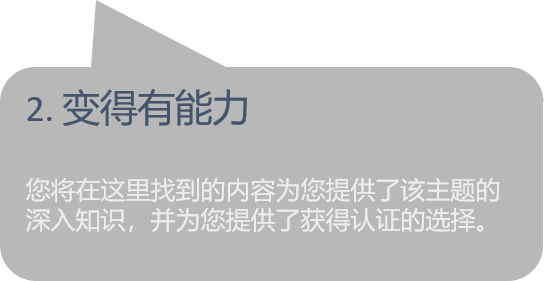 2. 变得有能力
您将在这里找到的内容为您提供了该主题的
深入知识，并为您提供了获得认证的选择。